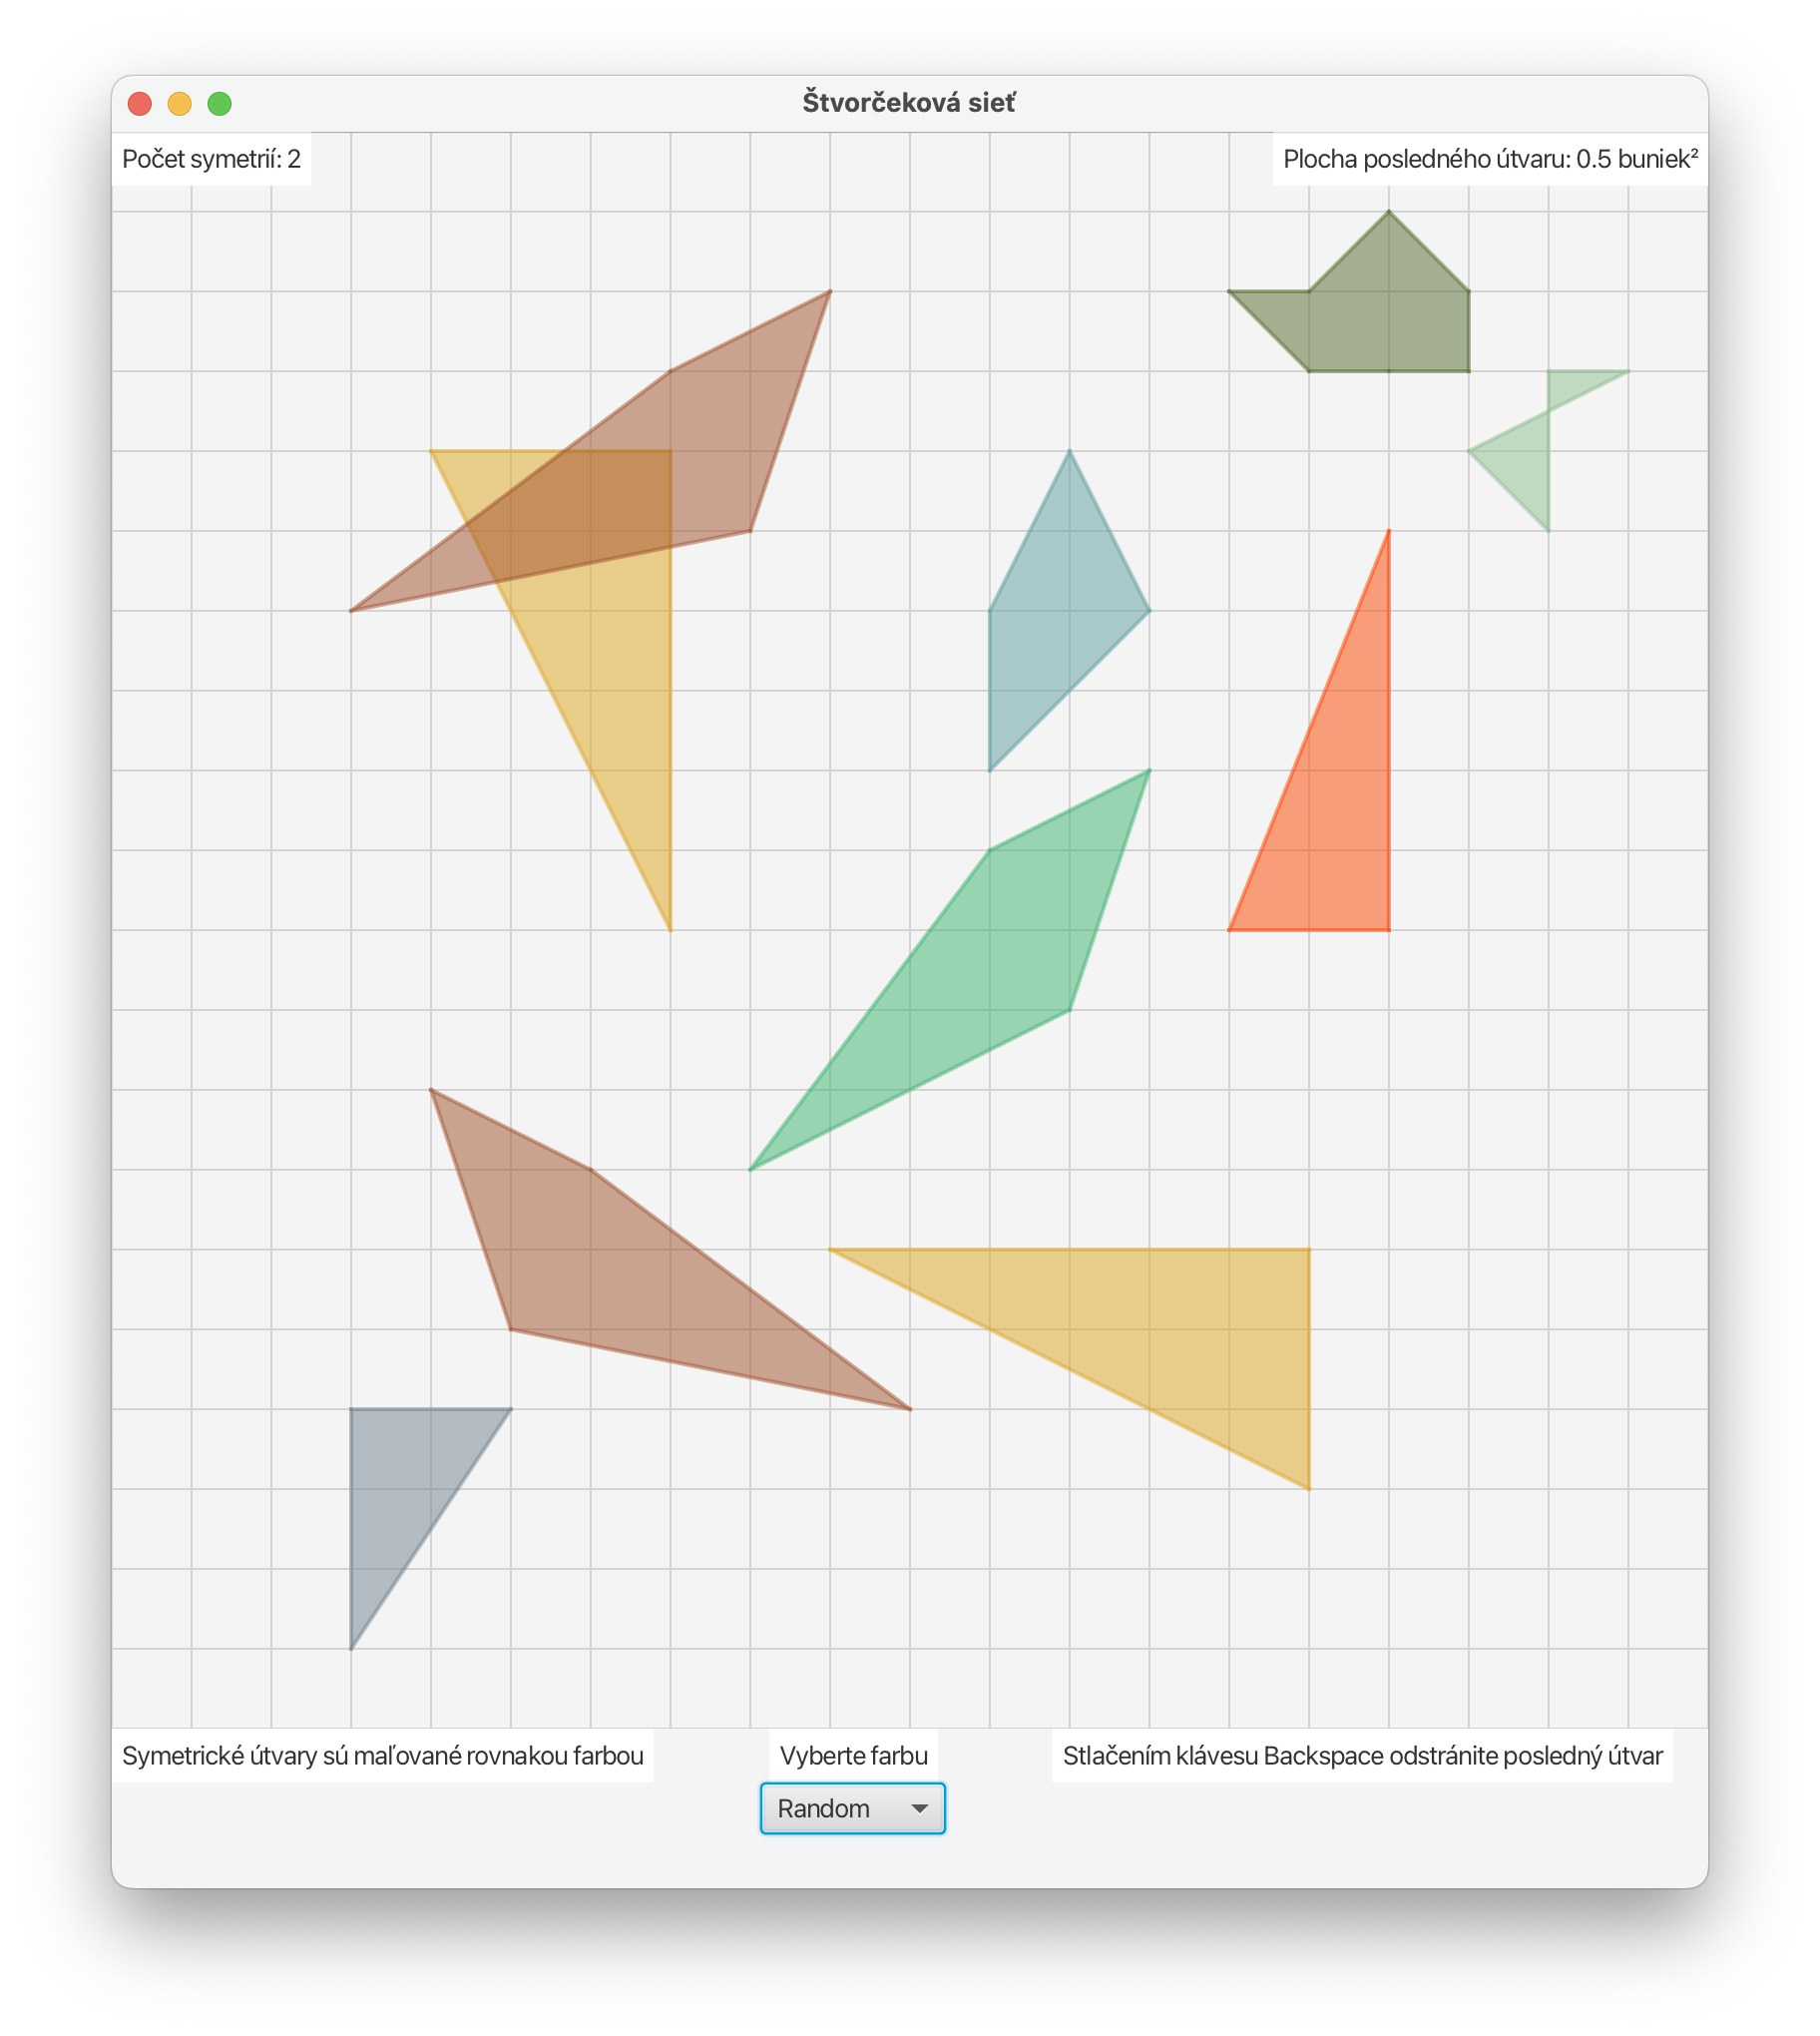 Štvorčeková sieť
Počet symetrií: 2
Plocha posledného útvaru: 0.5 buniek²
Symetrické útvary sú maľované rovnakou farbou
Vyberte farbu
Stlačením klávesu Backspace odstránite posledný útvar
Random